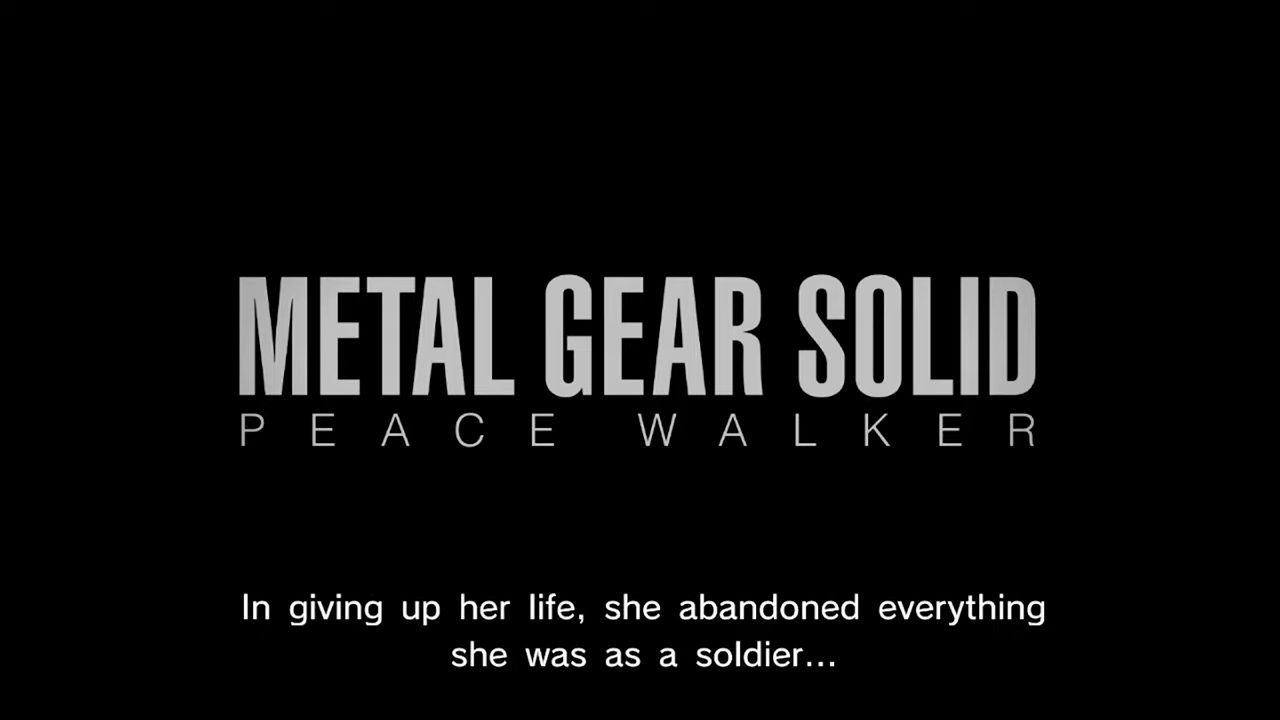 METAL GEAR SOLID
PEACE WALKER
In giving up her life, she abandoned everything
she was as a soldier...